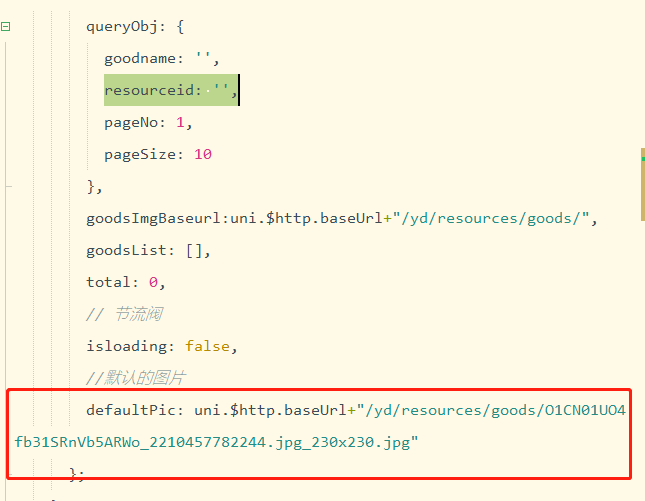 queryObj: {
goodname: '',
resourceid: '',
pageNo: 1,
pageSize: 10
},
goodsImgBaseurl:uni.$http.baseUrl+"/yd/resources/goods/",
goodsList: [],
total: 0,
// 节流阀
isloading: false,
//默认的图片
defaultPic: uni.$http.baseUrl+"/yd/resources/goods/O1CN01UO4
fb31SRnVb5ARWo_2210457782244.jpg_230x230.jpg"
};